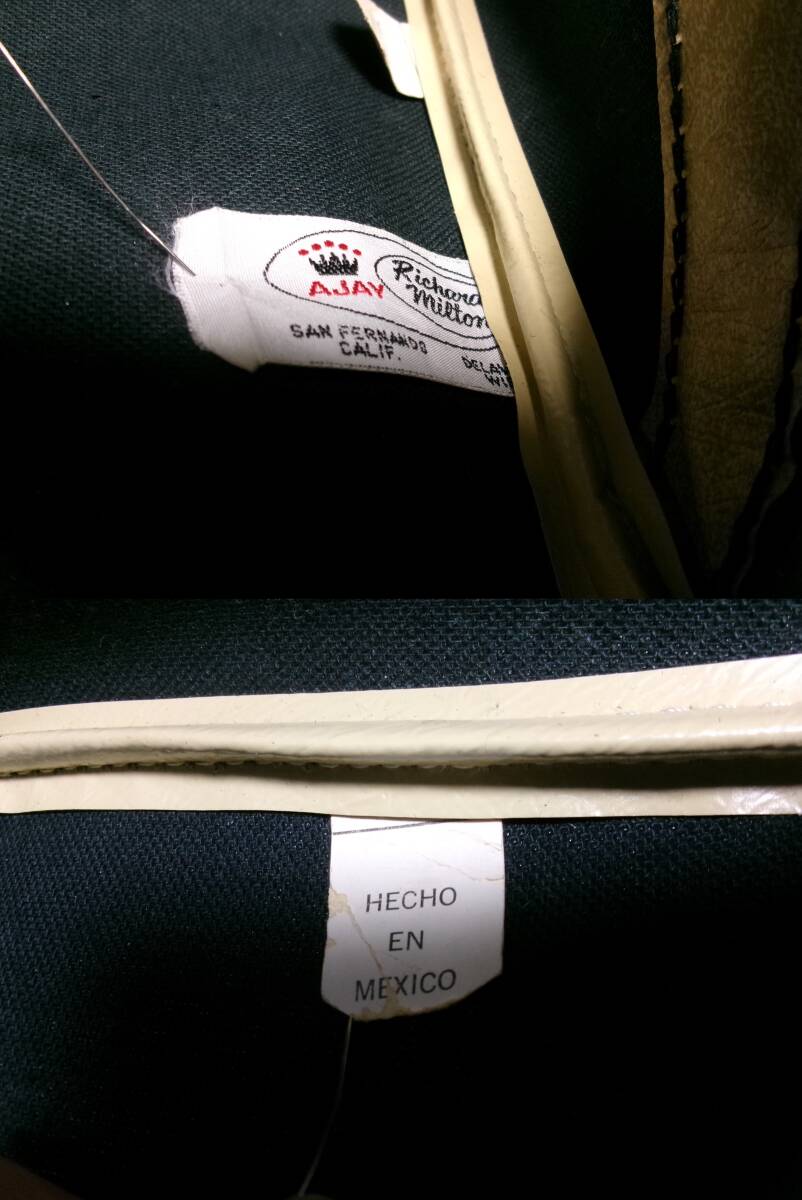 AJAY
Richard
Milton
SAN FERNANDO
CALIF.
HECHO
EN
MEXICO